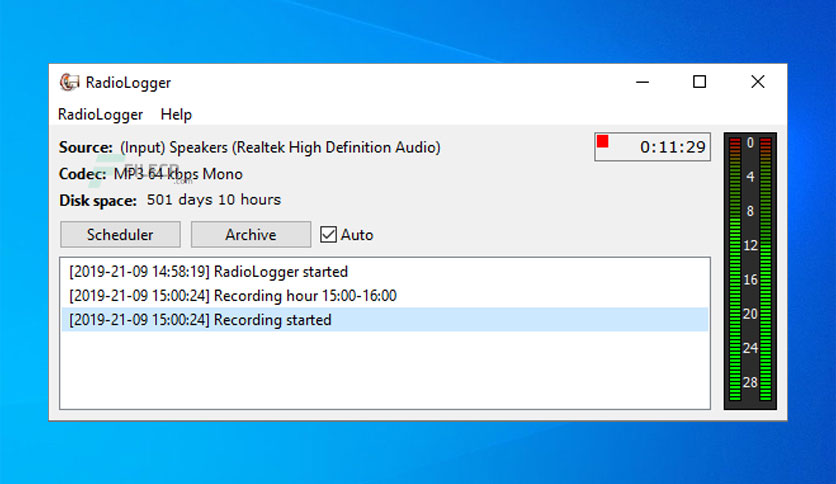 RadioLogger
RadioLogger Help
Source: (Input) Speakers (Realtek High Definition Audio)
0:11:29
Codec: MP3 64 kbps Mono
FILECR
.com
Disk space: 501 days 10 hours
Scheduler
Archive
Auto
[2019-21-09 14:58:19] RadioLogger started
[2019-21-09 15:00:24] Recording hour 15:00-16:00
[2019-21-09 15:00:24] Recording started
0
4
8
12
16
20
24
28